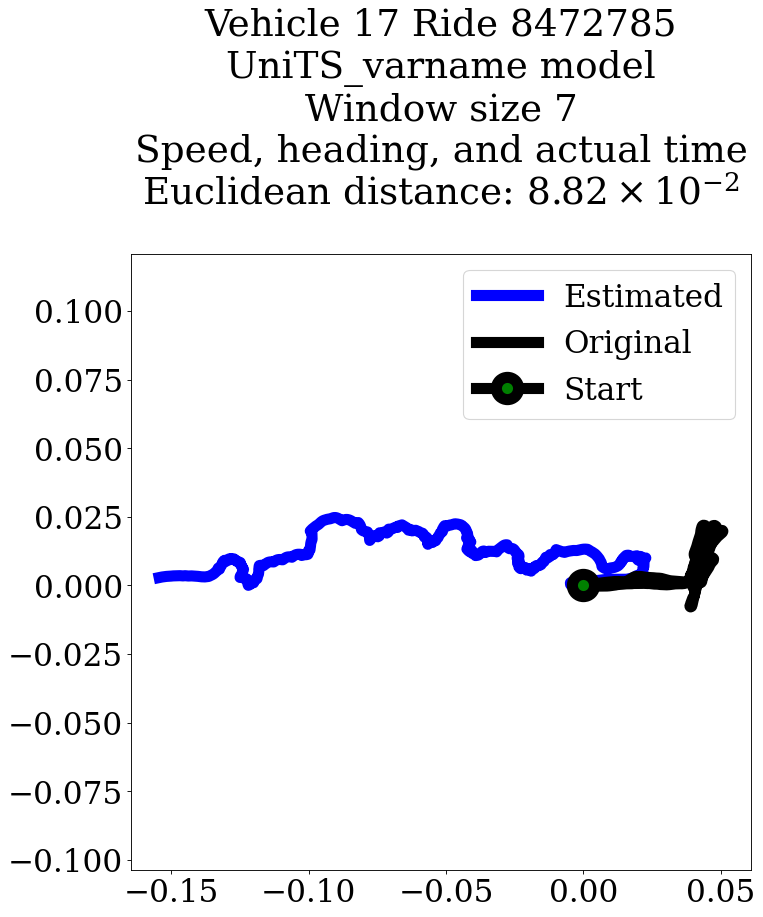 Vehicle 17 Ride 8472785
UniTS_varname model
Window size 7
Speed, heading, and actual time
Euclidean distance: 8.82 × 10⁻²
Estimated
Original
Start
0.100
0.075
0.050
0.025
0.000
−0.025
−0.050
−0.075
−0.100
−0.15 −0.10 −0.05 0.00 0.05